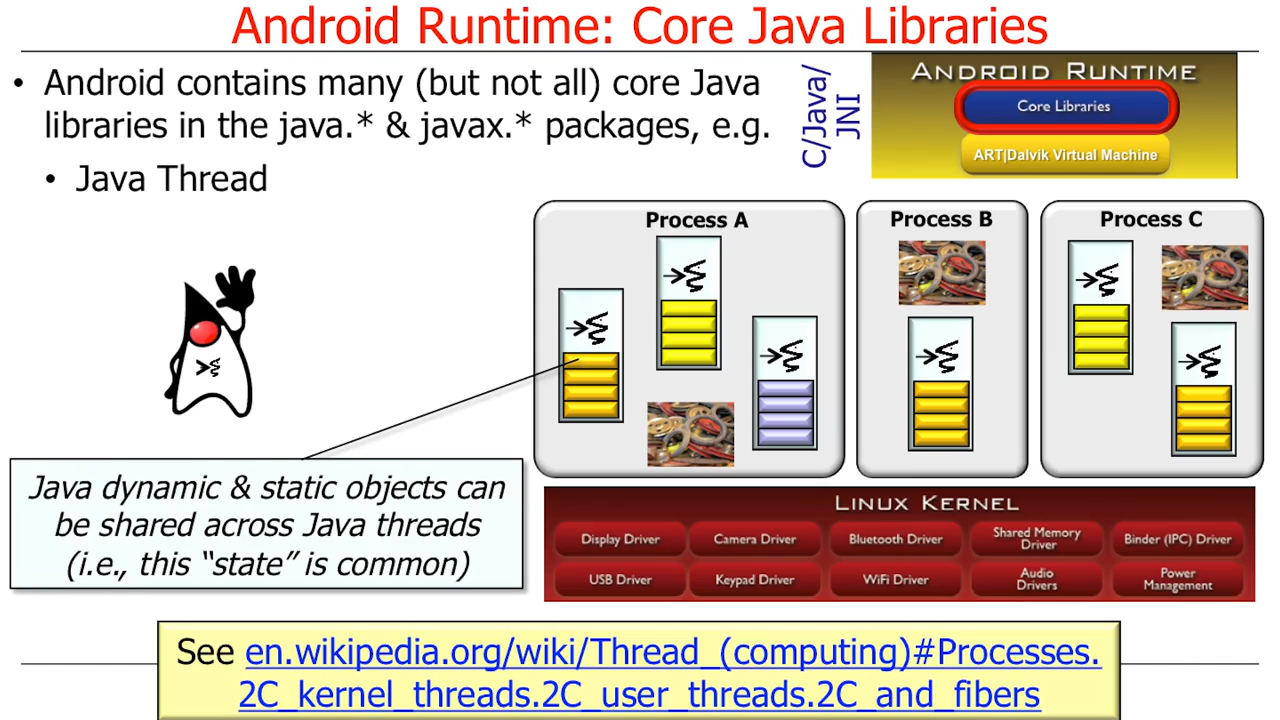 Android Runtime: Core Java Libraries
• Android contains many (but not all) core Java
libraries in the java.* & javax.* packages, e.g.
• Java Thread
C/Java/
JNI
ANDROID RUNTIME
Core Libraries
ART|Dalvik Virtual Machine
Process A
Process B
Process C
Java dynamic & static objects can
be shared across Java threads
(i.e., this “state” is common)
LINUX KERNEL
Display Driver
Camera Driver
Bluetooth Driver
Shared Memory
Driver
Binder (IPC) Driver
USB Driver
Keypad Driver
WiFi Driver
Audio
Drivers
Power
Management
See en.wikipedia.org/wiki/Thread_(computing)#Processes.
2C_kernel_threads.2C_user_threads.2C_and_fibers